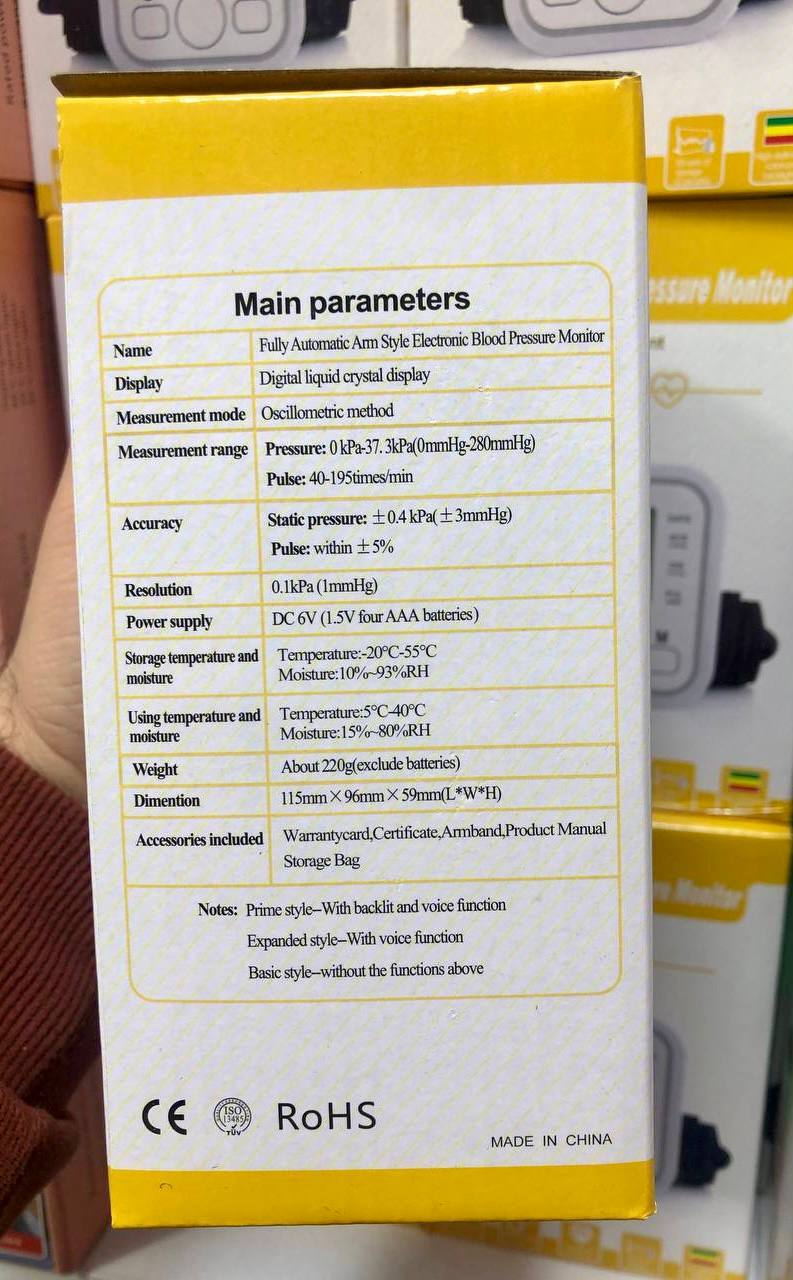 Main parameters
Name Fully Automatic Arm Style Electronic Blood Pressure Monitor
Display Digital liquid crystal display
Measurement mode Oscillometric method
Measurement range Pressure: 0 kPa-37.3kPa(0mmHg-280mmHg)
Pulse: 40-195times/min
Accuracy Static pressure: ±0.4 kPa(±3mmHg)
Pulse: within ±5%
Resolution 0.1kPa (1mmHg)
Power supply DC 6V (1.5V four AAA batteries)
Storage temperature and moisture Temperature:-20°C-55°C
Moisture:10%~93%RH
Using temperature and moisture Temperature:5°C-40°C
Moisture:15%~80%RH
Weight About 220g(exclude batteries)
Dimention 115mm×96mm×59mm(L*W*H)
Accessories included Warrantycard,Certificate,Armband,Product Manual
Storage Bag
Notes: Prime style–With backlit and voice function
Expanded style–With voice function
Basic style–without the functions above
CE ISO 13485 TÜV RoHS
MADE IN CHINA
Monitor
M
Monitor